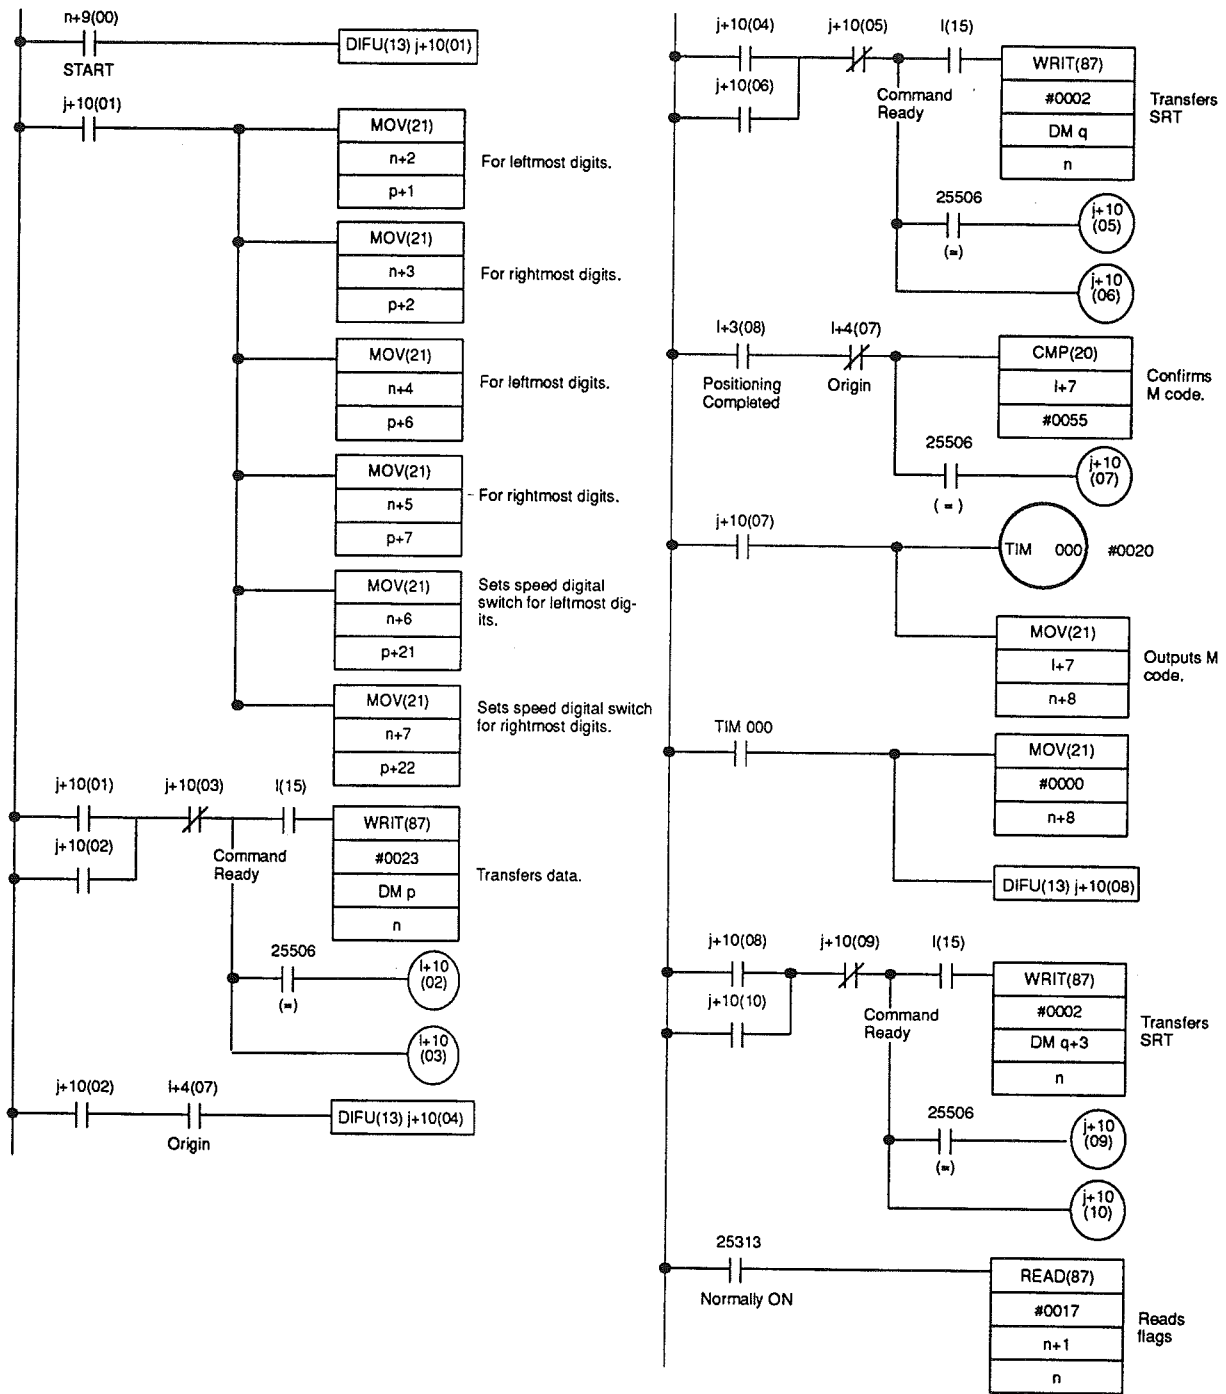 n+9(00)
START
DIFU(13) j+10(01)
j+10(01)
MOV(21)
n+2
p+1
For leftmost digits.
MOV(21)
n+3
p+2
For rightmost digits.
MOV(21)
n+4
p+6
For leftmost digits.
MOV(21)
n+5
p+7
For rightmost digits.
MOV(21)
n+6
p+21
Sets speed digital
switch for leftmost dig-
its.
MOV(21)
n+7
p+22
Sets speed digital switch
for rightmost digits.
j+10(01)
j+10(03)
l(15)
j+10(02)
Command
Ready
WRIT(87)
#0023
DM p
n
Transfers data.
25506
(=)
l+10
(02)
i+10
(03)
j+10(02)
l+4(07)
Origin
DIFU(13) j+10(04)
j+10(04)
j+10(05)
l(15)
j+10(06)
Command
Ready
WRIT(87)
#0002
DM q
n
Transfers
SRT
25506
(=)
j+10
(05)
j+10
(06)
l+3(08)
l+4(07)
Positioning
Completed
Origin
CMP(20)
l+7
#0055
Confirms
M code.
25506
(=)
j+10
(07)
j+10(07)
TIM 000
#0020
MOV(21)
l+7
n+8
Outputs M
code.
TIM 000
MOV(21)
#0000
n+8
DIFU(13) j+10(08)
j+10(08)
j+10(09)
l(15)
j+10(10)
Command
Ready
WRIT(87)
#0002
DM q+3
n
Transfers
SRT
25506
(=)
j+10
(09)
j+10
(10)
25313
Normally ON
READ(87)
#0017
n+1
n
Reads
flags